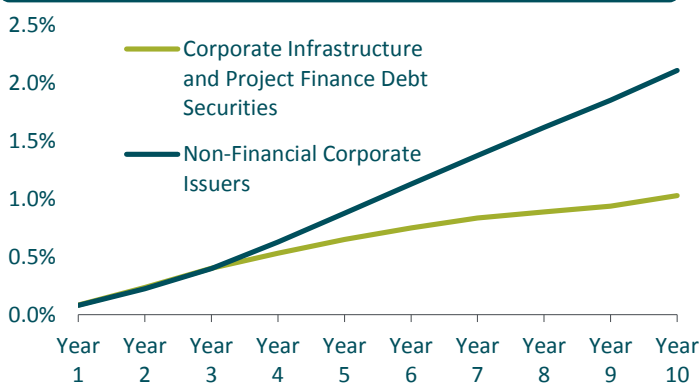 2.5%
2.0%
1.5%
1.0%
0.5%
0.0%
Corporate Infrastructure
and Project Finance Debt
Securities
Non-Financial Corporate
Issuers
Year Year Year Year Year Year Year Year Year Year
1 2 3 4 5 6 7 8 9 10